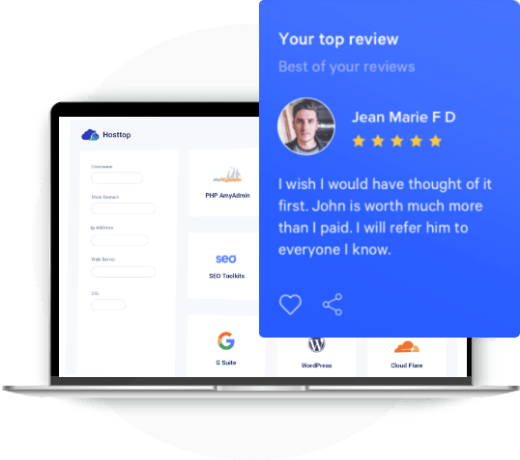 Your top review
Best of your reviews
Jean Marie F D
I wish I would have thought of it
first. John is worth much more
than I paid. I will refer him to
everyone I know.
Hosttop
Username
Main Domain
Ip Address
Web Server
SSL
PHP AmyAdmin
seo
SEO Toolkits
G Suite
WordPress
Cloud Flare